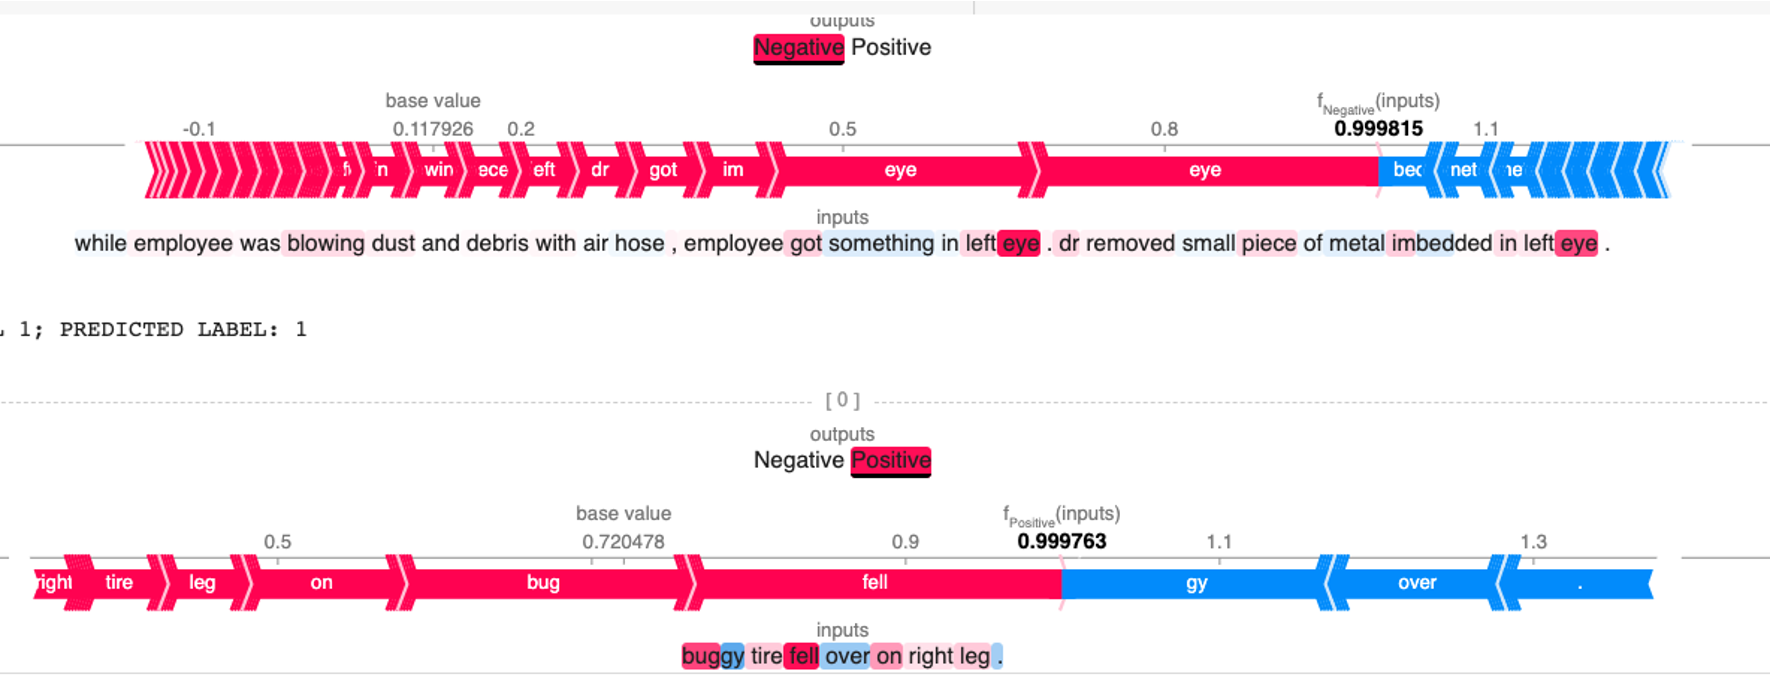 outputs
Negative Positive
base value
f Negative (inputs)
-0.1 0.117926 0.2 0.5 0.8 0.999815 1.1
in win ece eft dr got im eye eye bec net ne
inputs
while employee was blowing dust and debris with air hose , employee got something in left eye . dr removed small piece of metal imbedded in left eye .
1; PREDICTED LABEL: 1
[ 0 ]
outputs
Negative Positive
base value
f Positive (inputs)
0.5 0.720478 0.9 0.999763 1.1 1.3
right tire leg on bug fell gy over .
inputs
buggy tire fell over on right leg .